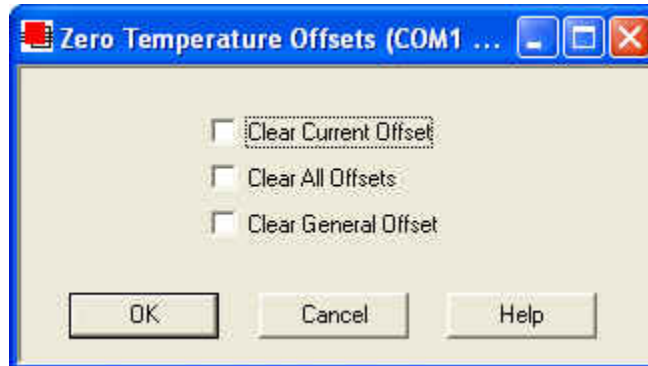 Zero Temperature Offsets (COM1 ...
Clear Current Offset
Clear All Offsets
Clear General Offset
OK Cancel Help